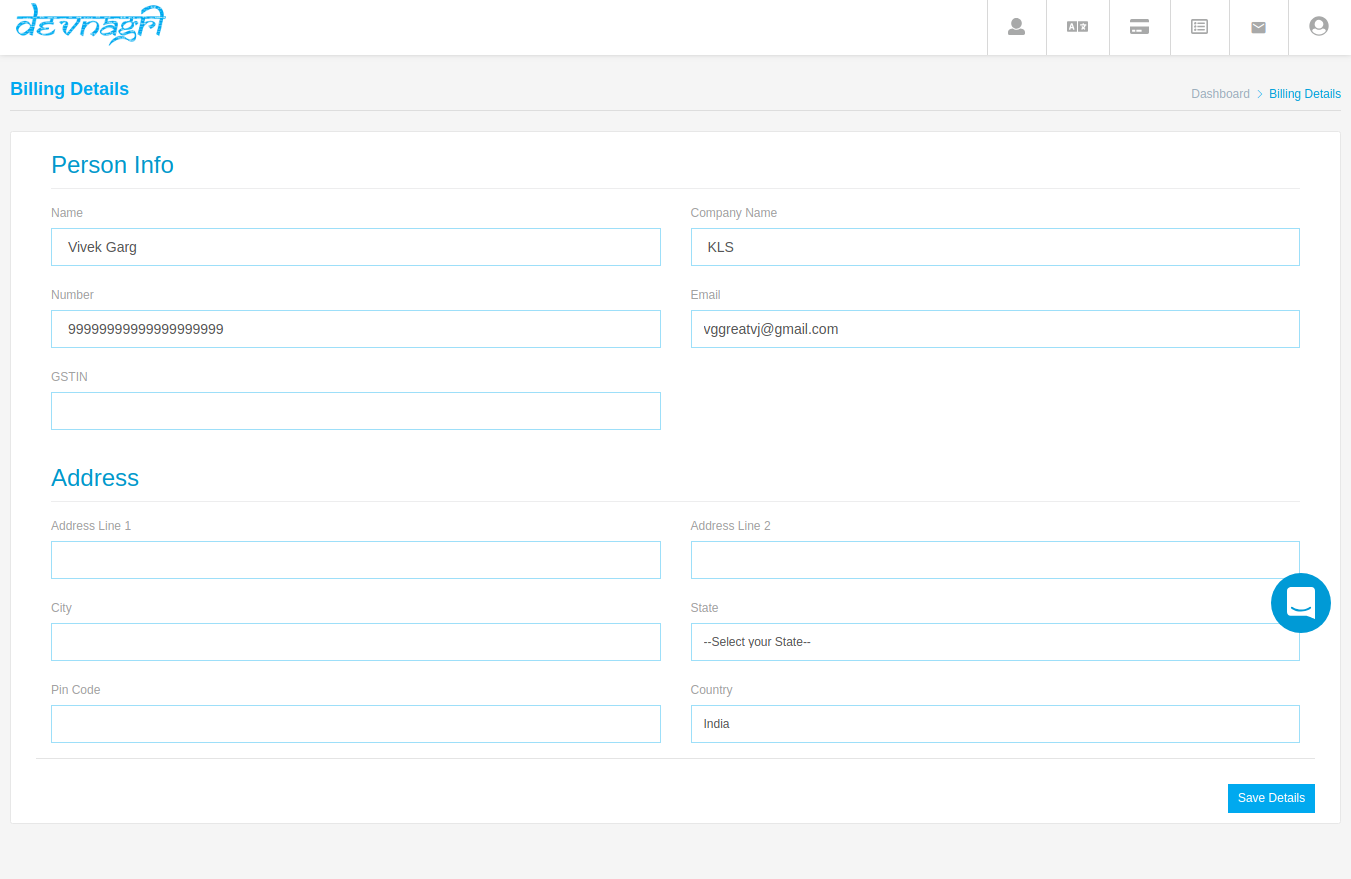 देvnagri
Billing Details
Dashboard > Billing Details
Person Info
Name
Company Name
Vivek Garg
KLS
Number
Email
99999999999999999999
vggreatvj@gmail.com
GSTIN
Address
Address Line 1
Address Line 2
City
State
--Select your State--
Pin Code
Country
India
Save Details